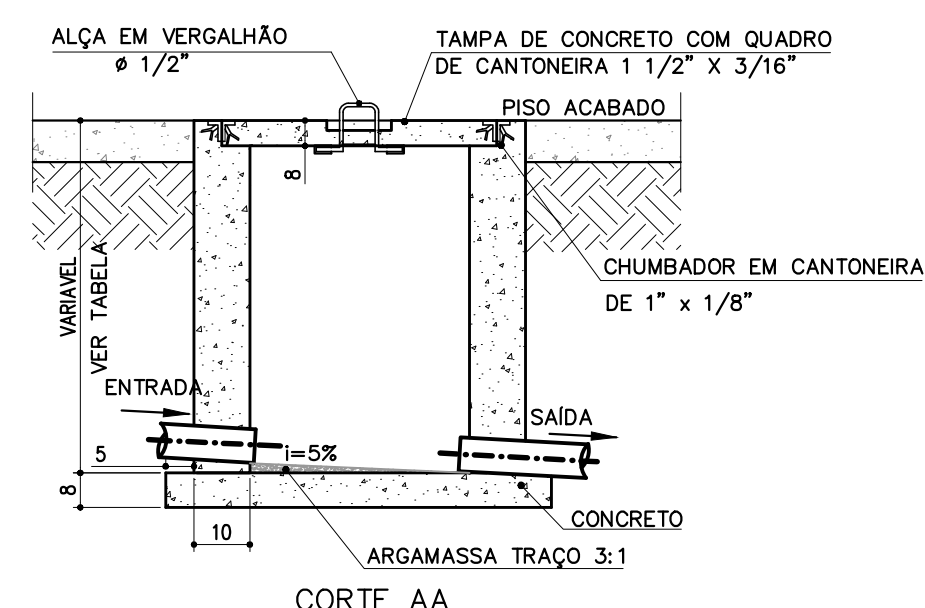 ALÇA EM VERGALHÃO
ø 1/2”
TAMPA DE CONCRETO COM QUADRO
DE CANTONEIRA 1 1/2” X 3/16”
PISO ACABADO
8
CHUMBADOR EM CANTONEIRA
DE 1” x 1/8”
VARIAVEL
VER TABELA
ENTRADA
SAÍDA
i=5%
5
8
10
CONCRETO
ARGAMASSA TRAÇO 3:1
CORTE AA